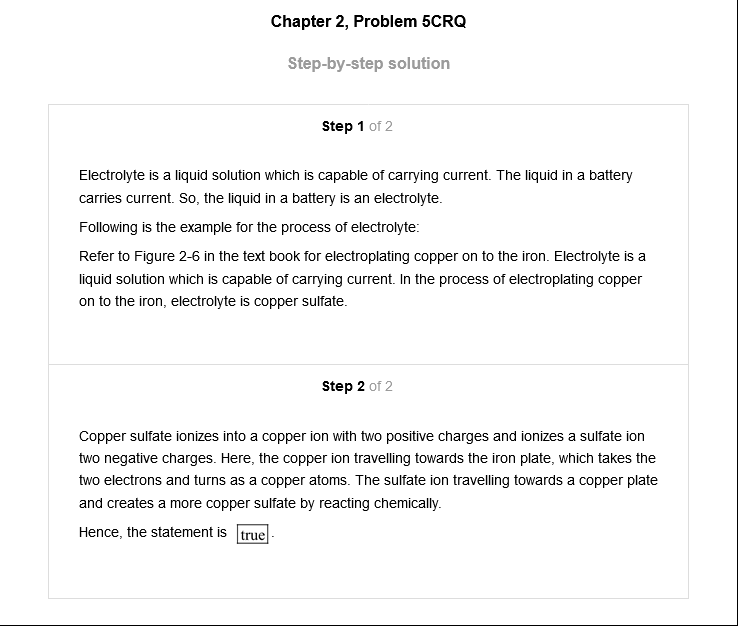 Chapter 2, Problem 5CRQ
Step-by-step solution
Step 1 of 2
Electrolyte is a liquid solution which is capable of carrying current. The liquid in a battery
carries current. So, the liquid in a battery is an electrolyte.
Following is the example for the process of electrolyte:
Refer to Figure 2-6 in the text book for electroplating copper on to the iron. Electrolyte is a
liquid solution which is capable of carrying current. In the process of electroplating copper
on to the iron, electrolyte is copper sulfate.
Step 2 of 2
Copper sulfate ionizes into a copper ion with two positive charges and ionizes a sulfate ion
two negative charges. Here, the copper ion travelling towards the iron plate, which takes the
two electrons and turns as a copper atoms. The sulfate ion travelling towards a copper plate
and creates a more copper sulfate by reacting chemically.
Hence, the statement is true.